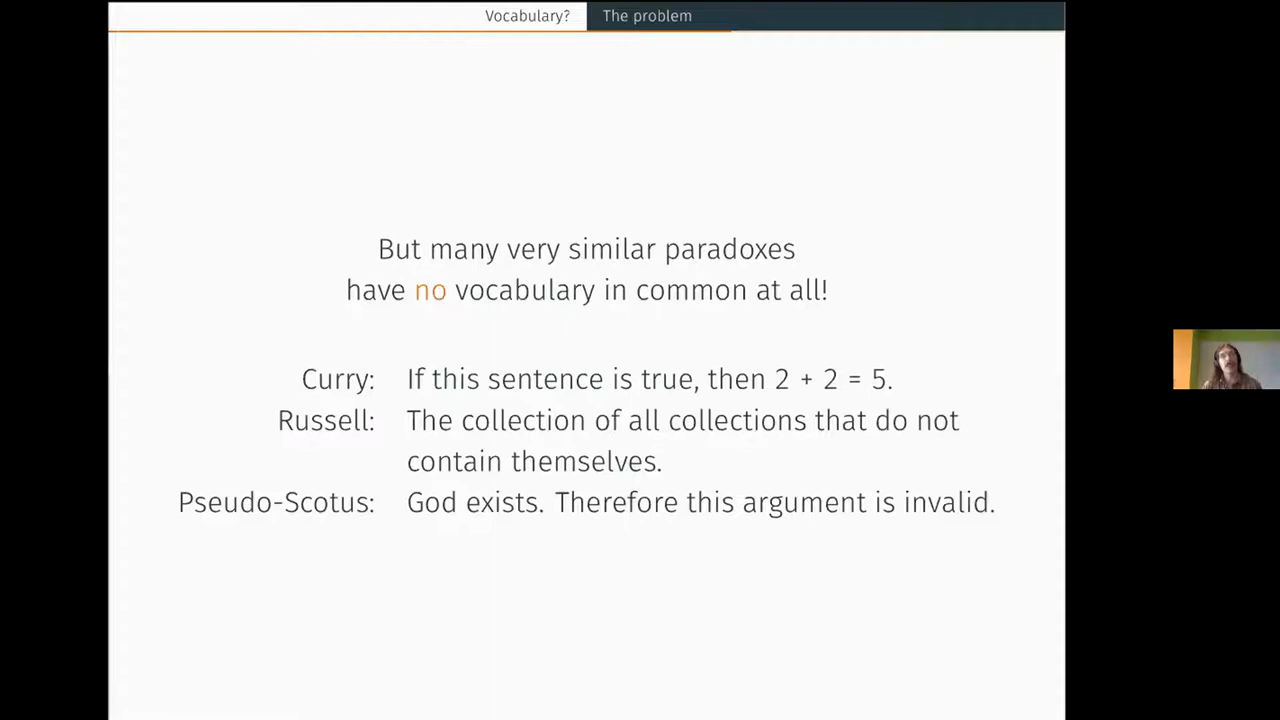 Vocabulary? The problem
But many very similar paradoxes
have no vocabulary in common at all!
Curry: If this sentence is true, then 2 + 2 = 5.
Russell: The collection of all collections that do not
contain themselves.
Pseudo-Scotus: God exists. Therefore this argument is invalid.